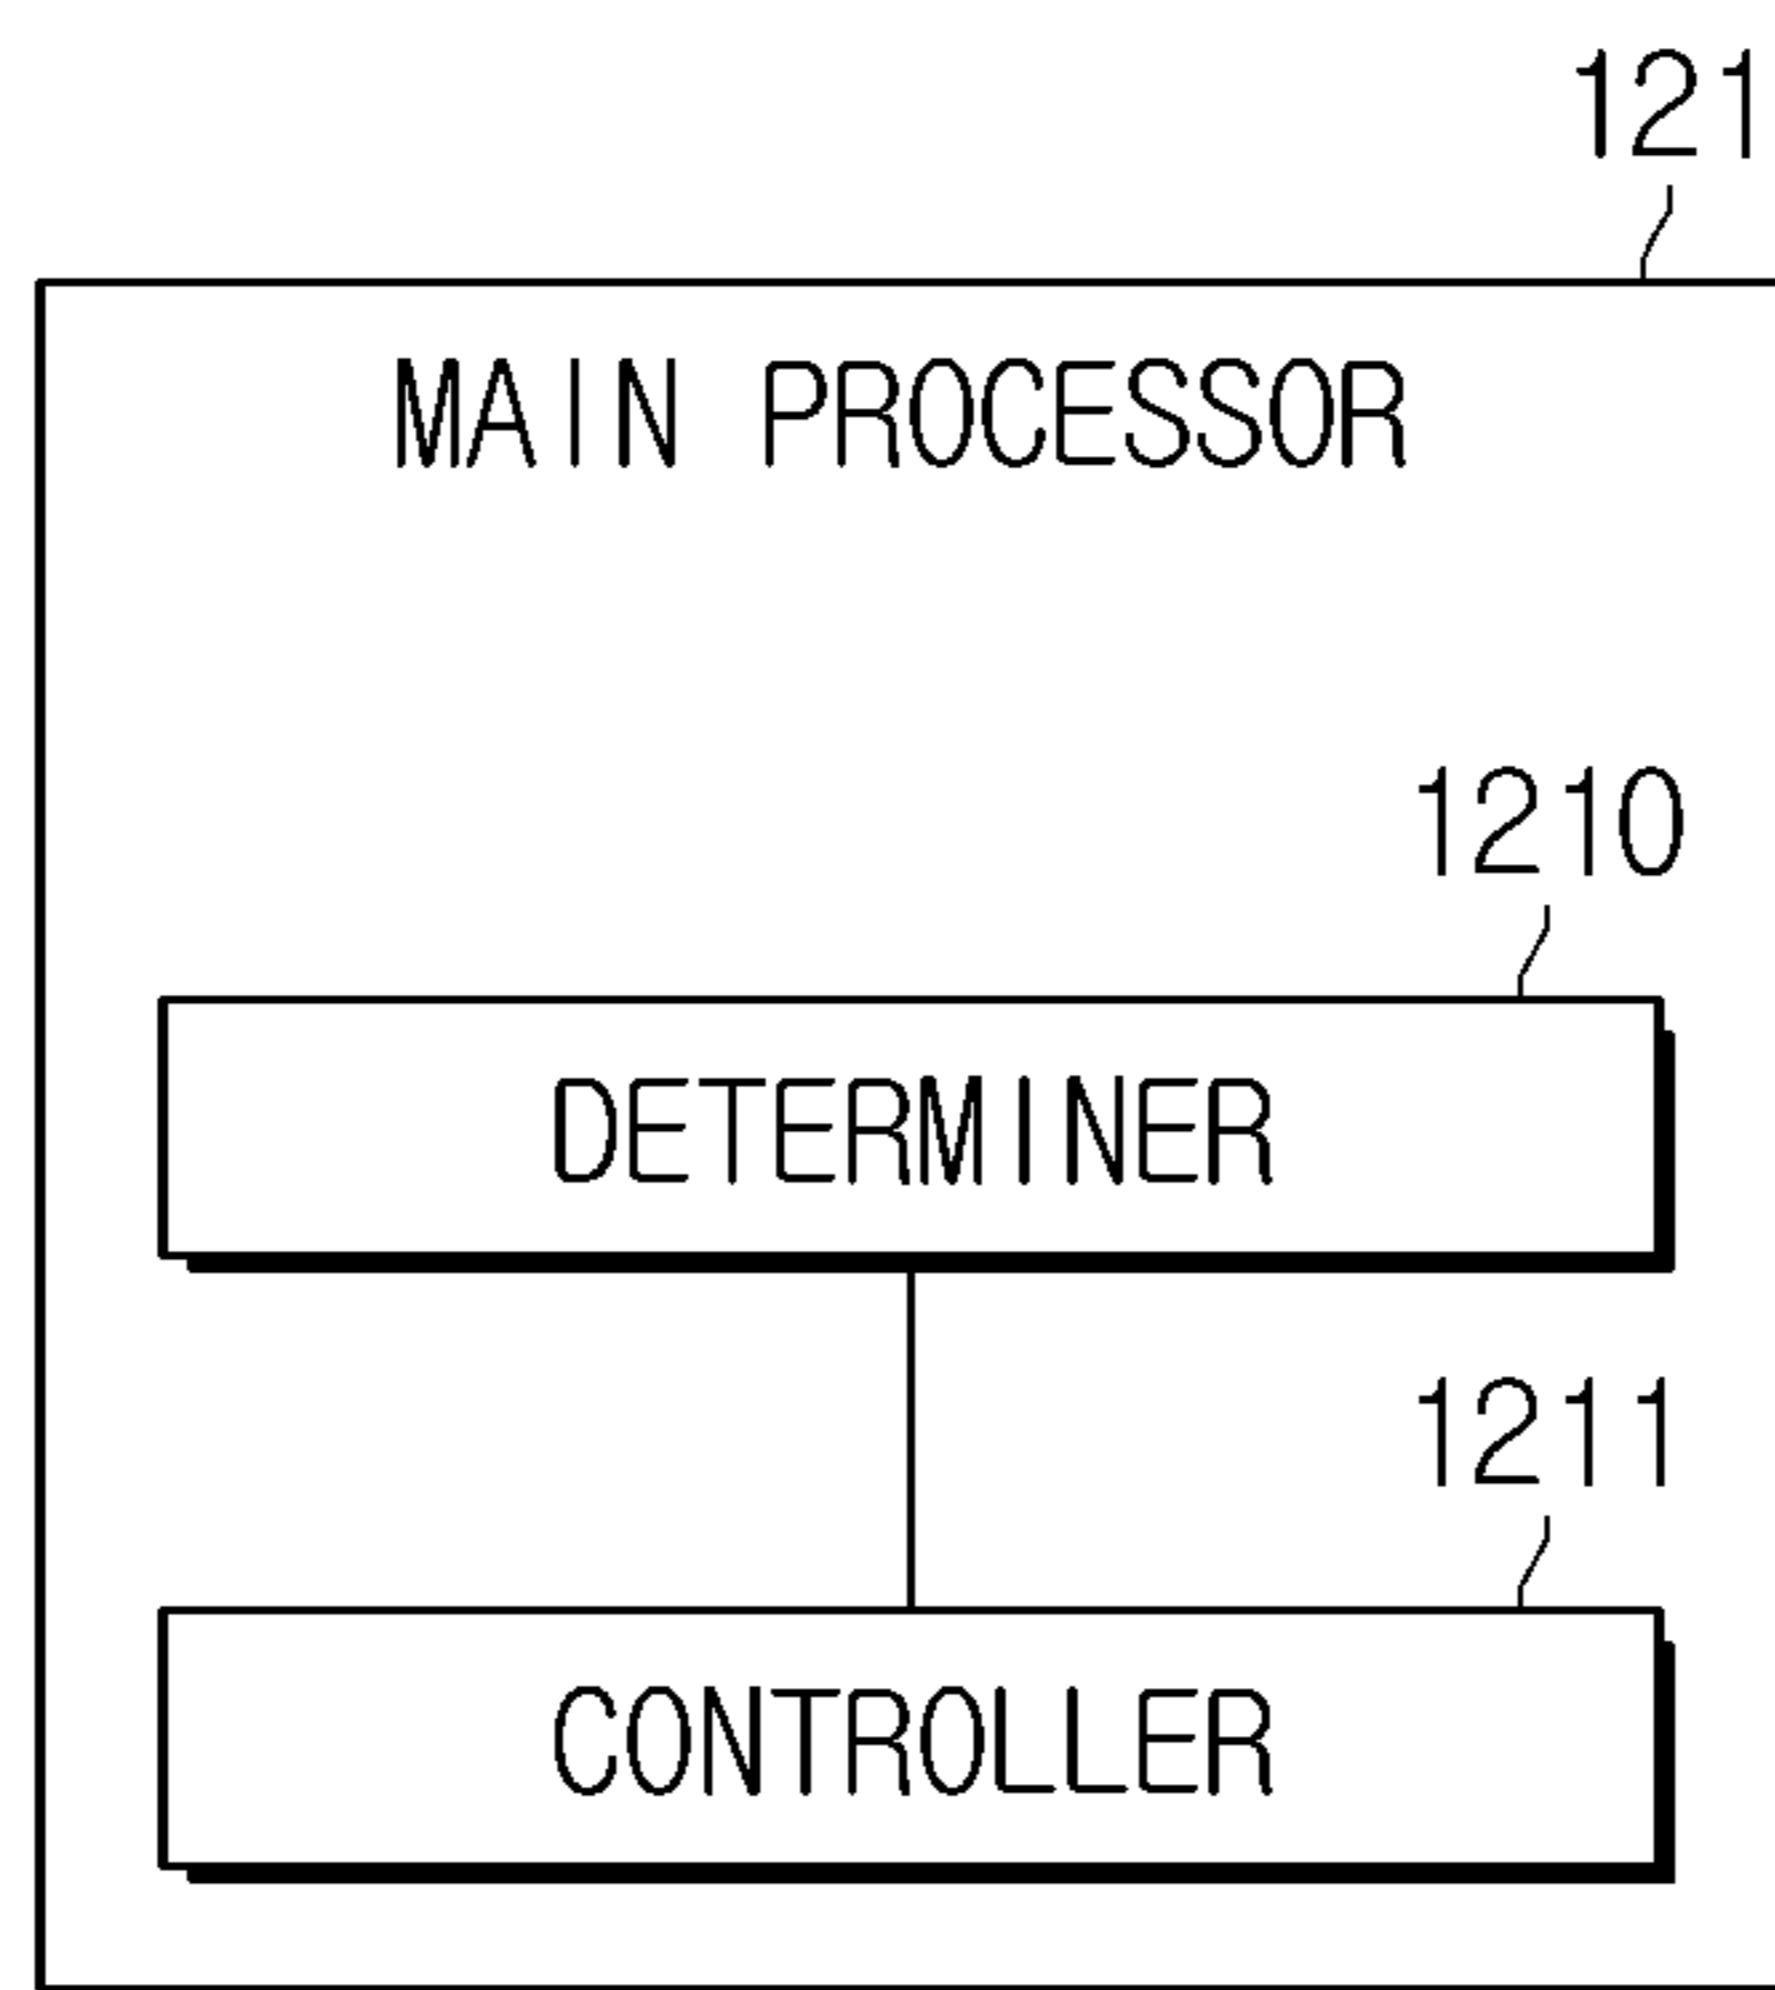 121
MAIN PROCESSOR
1210
DETERMINER
1211
CONTROLLER